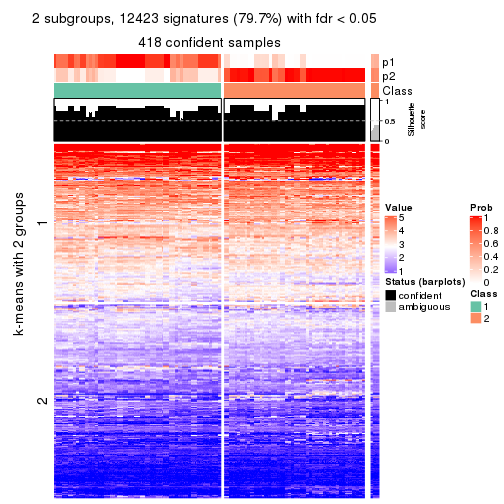 2 subgroups, 12423 signatures (79.7%) with fdr < 0.05
418 confident samples
p1
p2
Class
1
0.5
0
Silhouette
score
k-means with 2 groups
1
2
Value
5
4
3
2
1
Status (barplots)
confident
ambiguous
Prob
1
0.8
0.6
0.4
0.2
0
Class
1
2